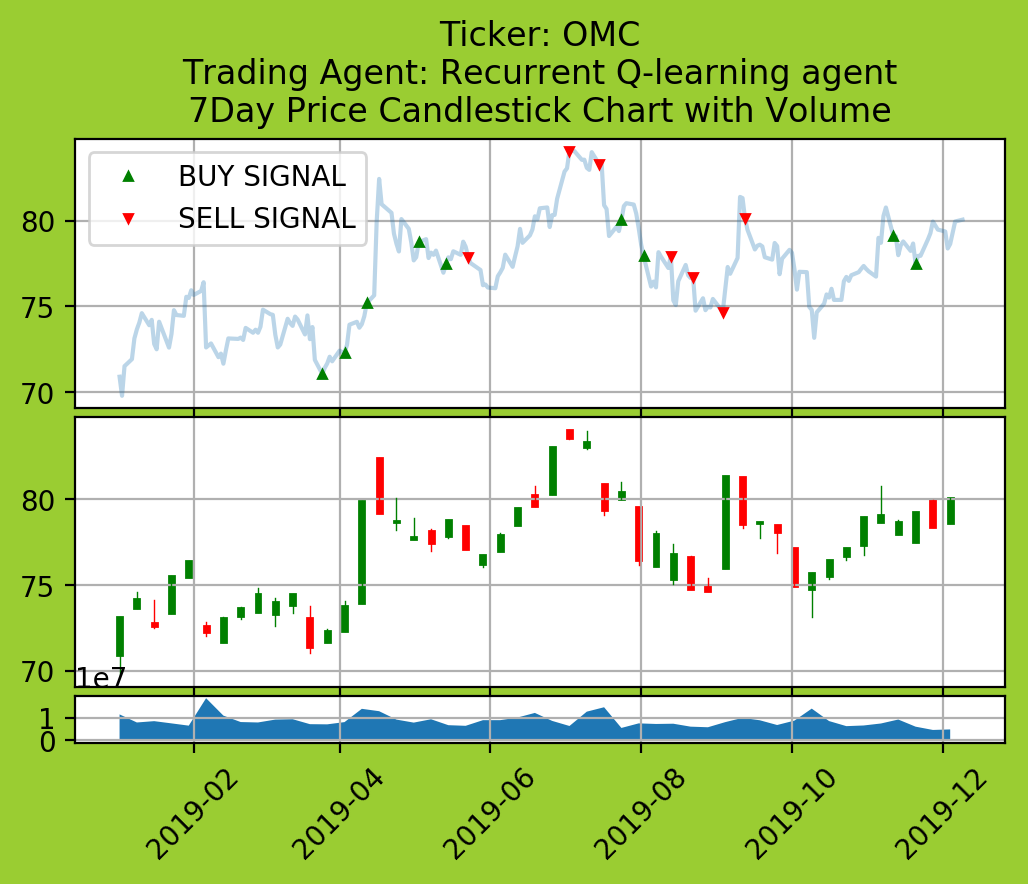 Ticker: OMC
Trading Agent: Recurrent Q-learning agent
7Day Price Candlestick Chart with Volume
BUY SIGNAL
SELL SIGNAL
80
75
70
80
75
70
1e7
1
0
2019-02
2019-04
2019-06
2019-08
2019-10
2019-12